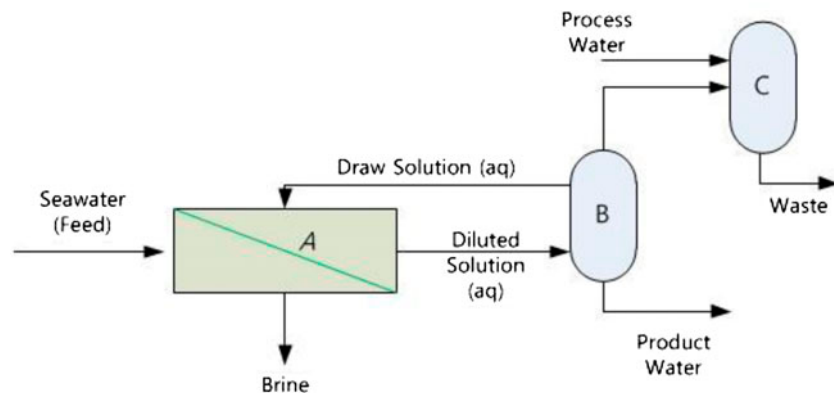 Process
Water
C
Draw Solution (aq)
Seawater
(Feed)
A
Diluted
Solution
(aq)
B
Waste
Product
Water
Brine